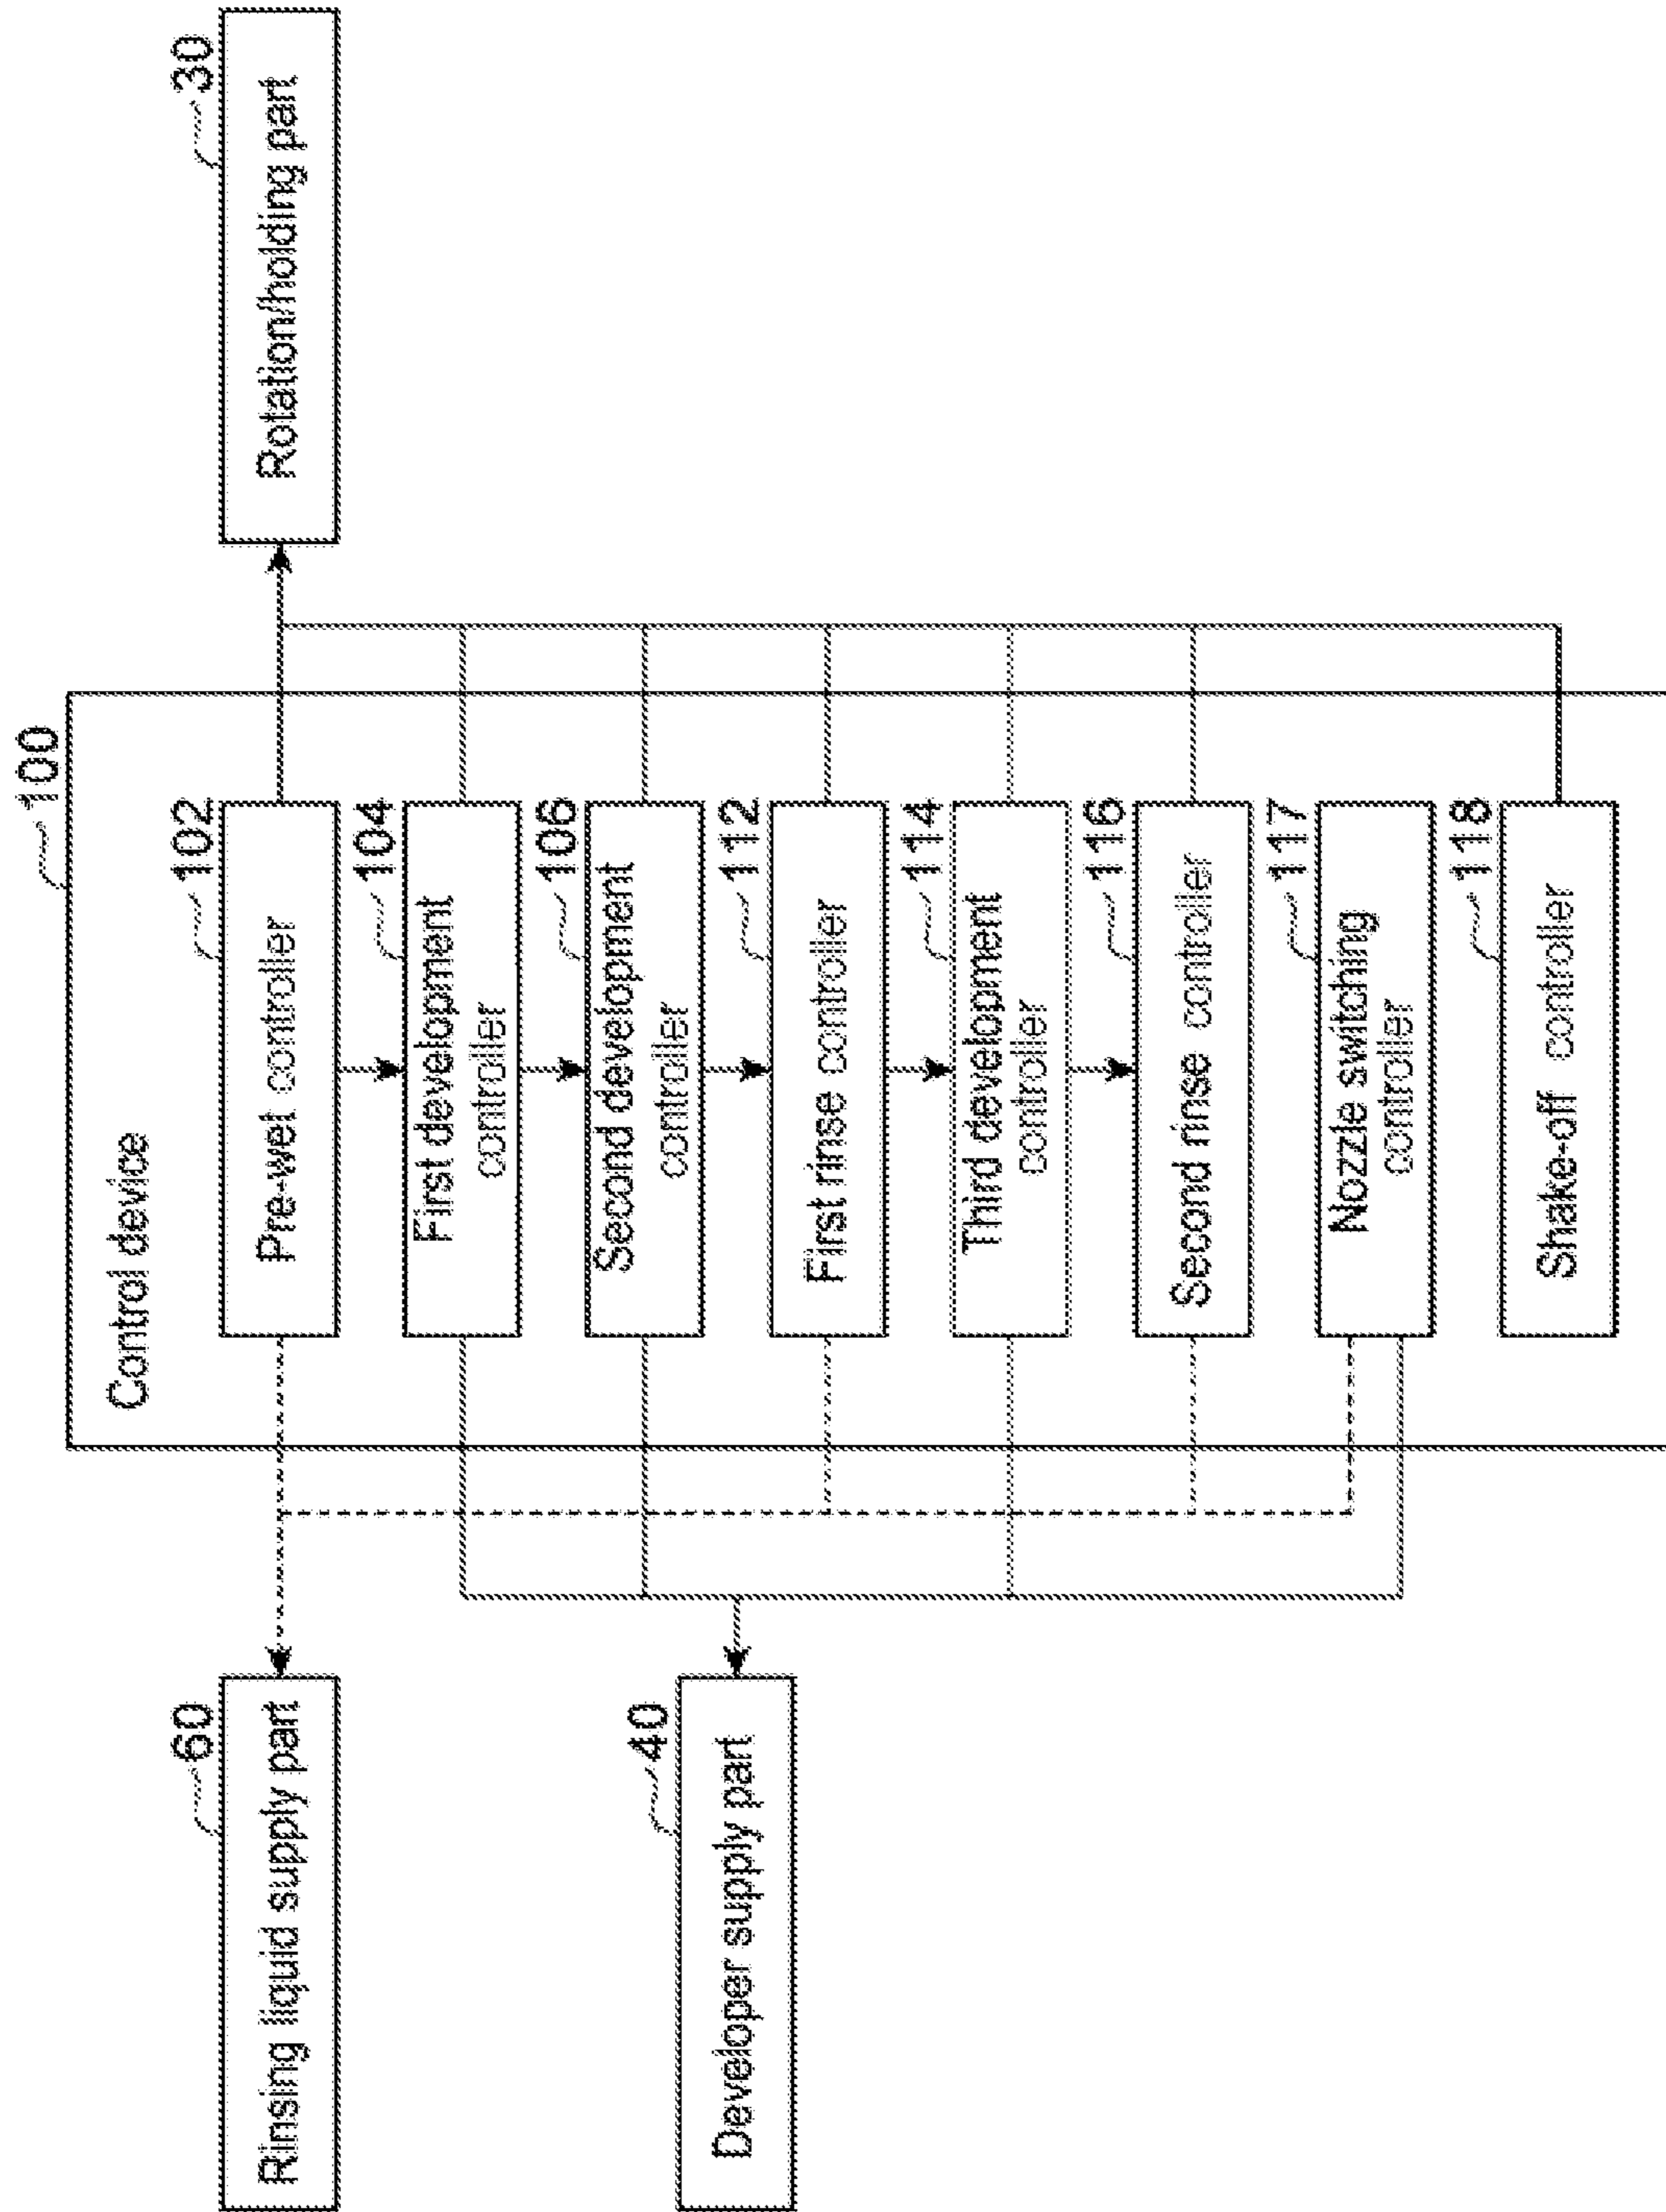 100
Control device
60
Rinsing liquid supply part
102
Pre-wet controller
30
Rotation/holding part
104
First development
controller
106
Second development
controller
40
Developer supply part
112
First rinse controller
114
Third development
controller
116
Second rinse controller
117
Nozzle switching
controller
118
Shake-off controller